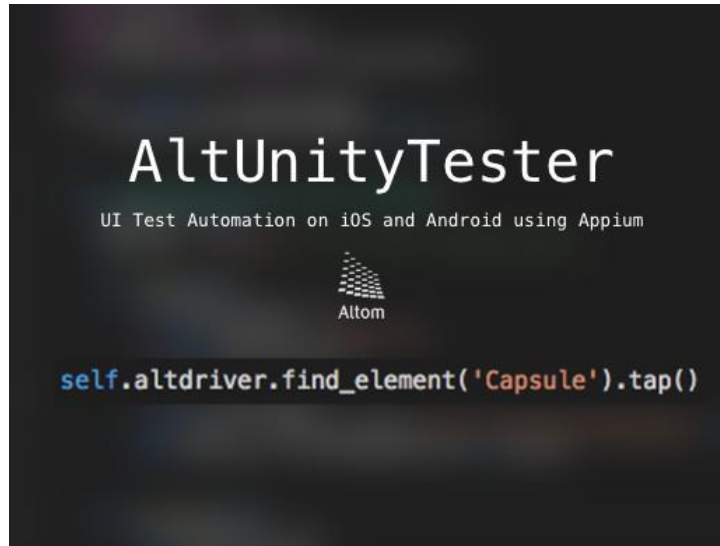 AltUnityTester
UI Test Automation on iOS and Android using Appium
Altom
self.altdriver.find_element('Capsule').tap()